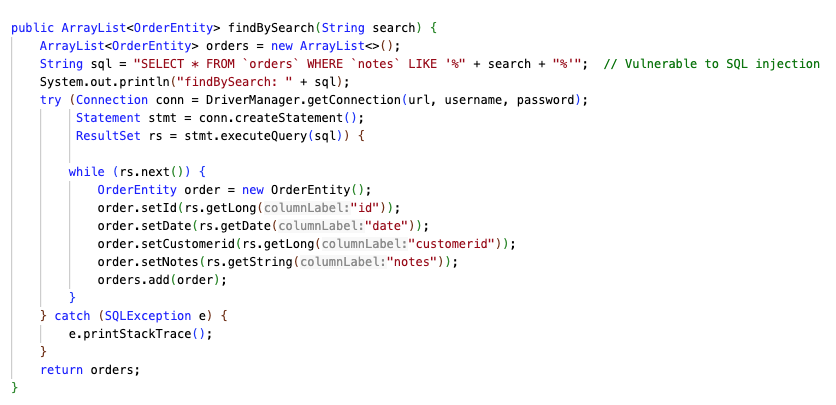 public ArrayList<OrderEntity> findBySearch(String search) {
    ArrayList<OrderEntity> orders = new ArrayList<>();
    String sql = "SELECT * FROM `orders` WHERE `notes` LIKE '%" + search + "%'";  // Vulnerable to SQL injection
    System.out.println("findBySearch: " + sql);
    try (Connection conn = DriverManager.getConnection(url, username, password);
         Statement stmt = conn.createStatement();
         ResultSet rs = stmt.executeQuery(sql)) {
        while (rs.next()) {
            OrderEntity order = new OrderEntity();
            order.setId(rs.getLong(columnLabel:"id"));
            order.setDate(rs.getDate(columnLabel:"date"));
            order.setCustomerid(rs.getLong(columnLabel:"customerid"));
            order.setNotes(rs.getString(columnLabel:"notes"));
            orders.add(order);
        }
    } catch (SQLException e) {
        e.printStackTrace();
    }
    return orders;
}